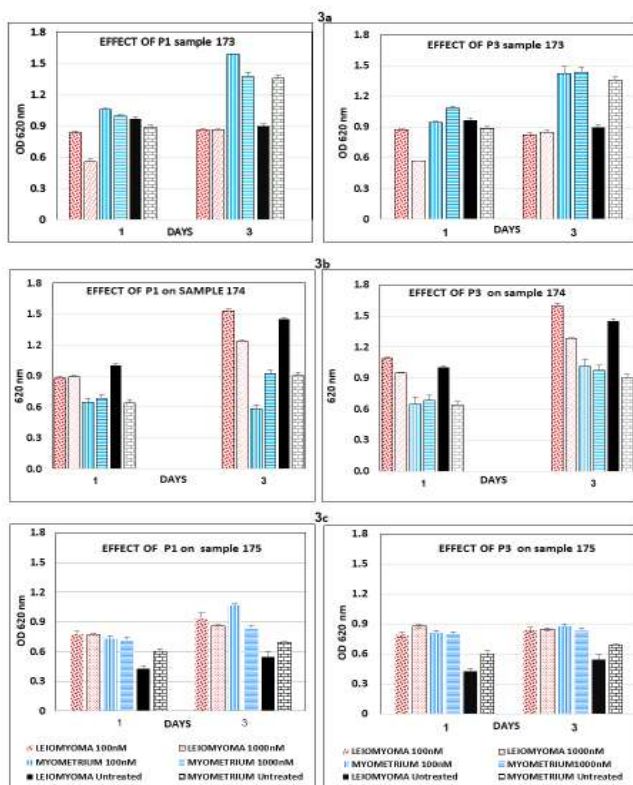 3a
EFFECT OF P1 sample 173
OD 620 nm
1.8
1.5
1.2
0.9
0.6
0.3
0
1
DAYS
3
EFFECT OF P3 sample 173
OD 620 nm
1.8
1.5
1.2
0.9
0.6
0.3
0
1
DAYS
3
3b
EFFECT OF P1 on SAMPLE 174
620 nm
1.8
1.5
1.2
0.9
0.6
0.3
0.0
1
DAYS
3
EFFECT OF P3 on sample 174
620 nm
1.8
1.5
1.2
0.9
0.6
0.3
0.0
1
DAYS
3
3c
EFFECT OF P1 on sample 175
OD 620 nm
1.8
1.5
1.2
0.9
0.6
0.3
0
1
DAYS
3
LEIOMYOMA 100nM
LEIOMYOMA 1000nM
MYOMETRIUM 100nM
MYOMETRIUM 1000nM
LEIOMYOMA Untreated
MYOMETRIUM Untreated
EFFECT OF P3 on sample 175
OD 620 nm
1.8
1.5
1.2
0.9
0.6
0.3
0
1
DAYS
3
LEIOMYOMA 100nM
LEIOMYOMA 1000nM
MYOMETRIUM 100nM
MYOMETRIUM1000nM
LEIOMYOMA Untreated
MYOMETRIUM Untreated